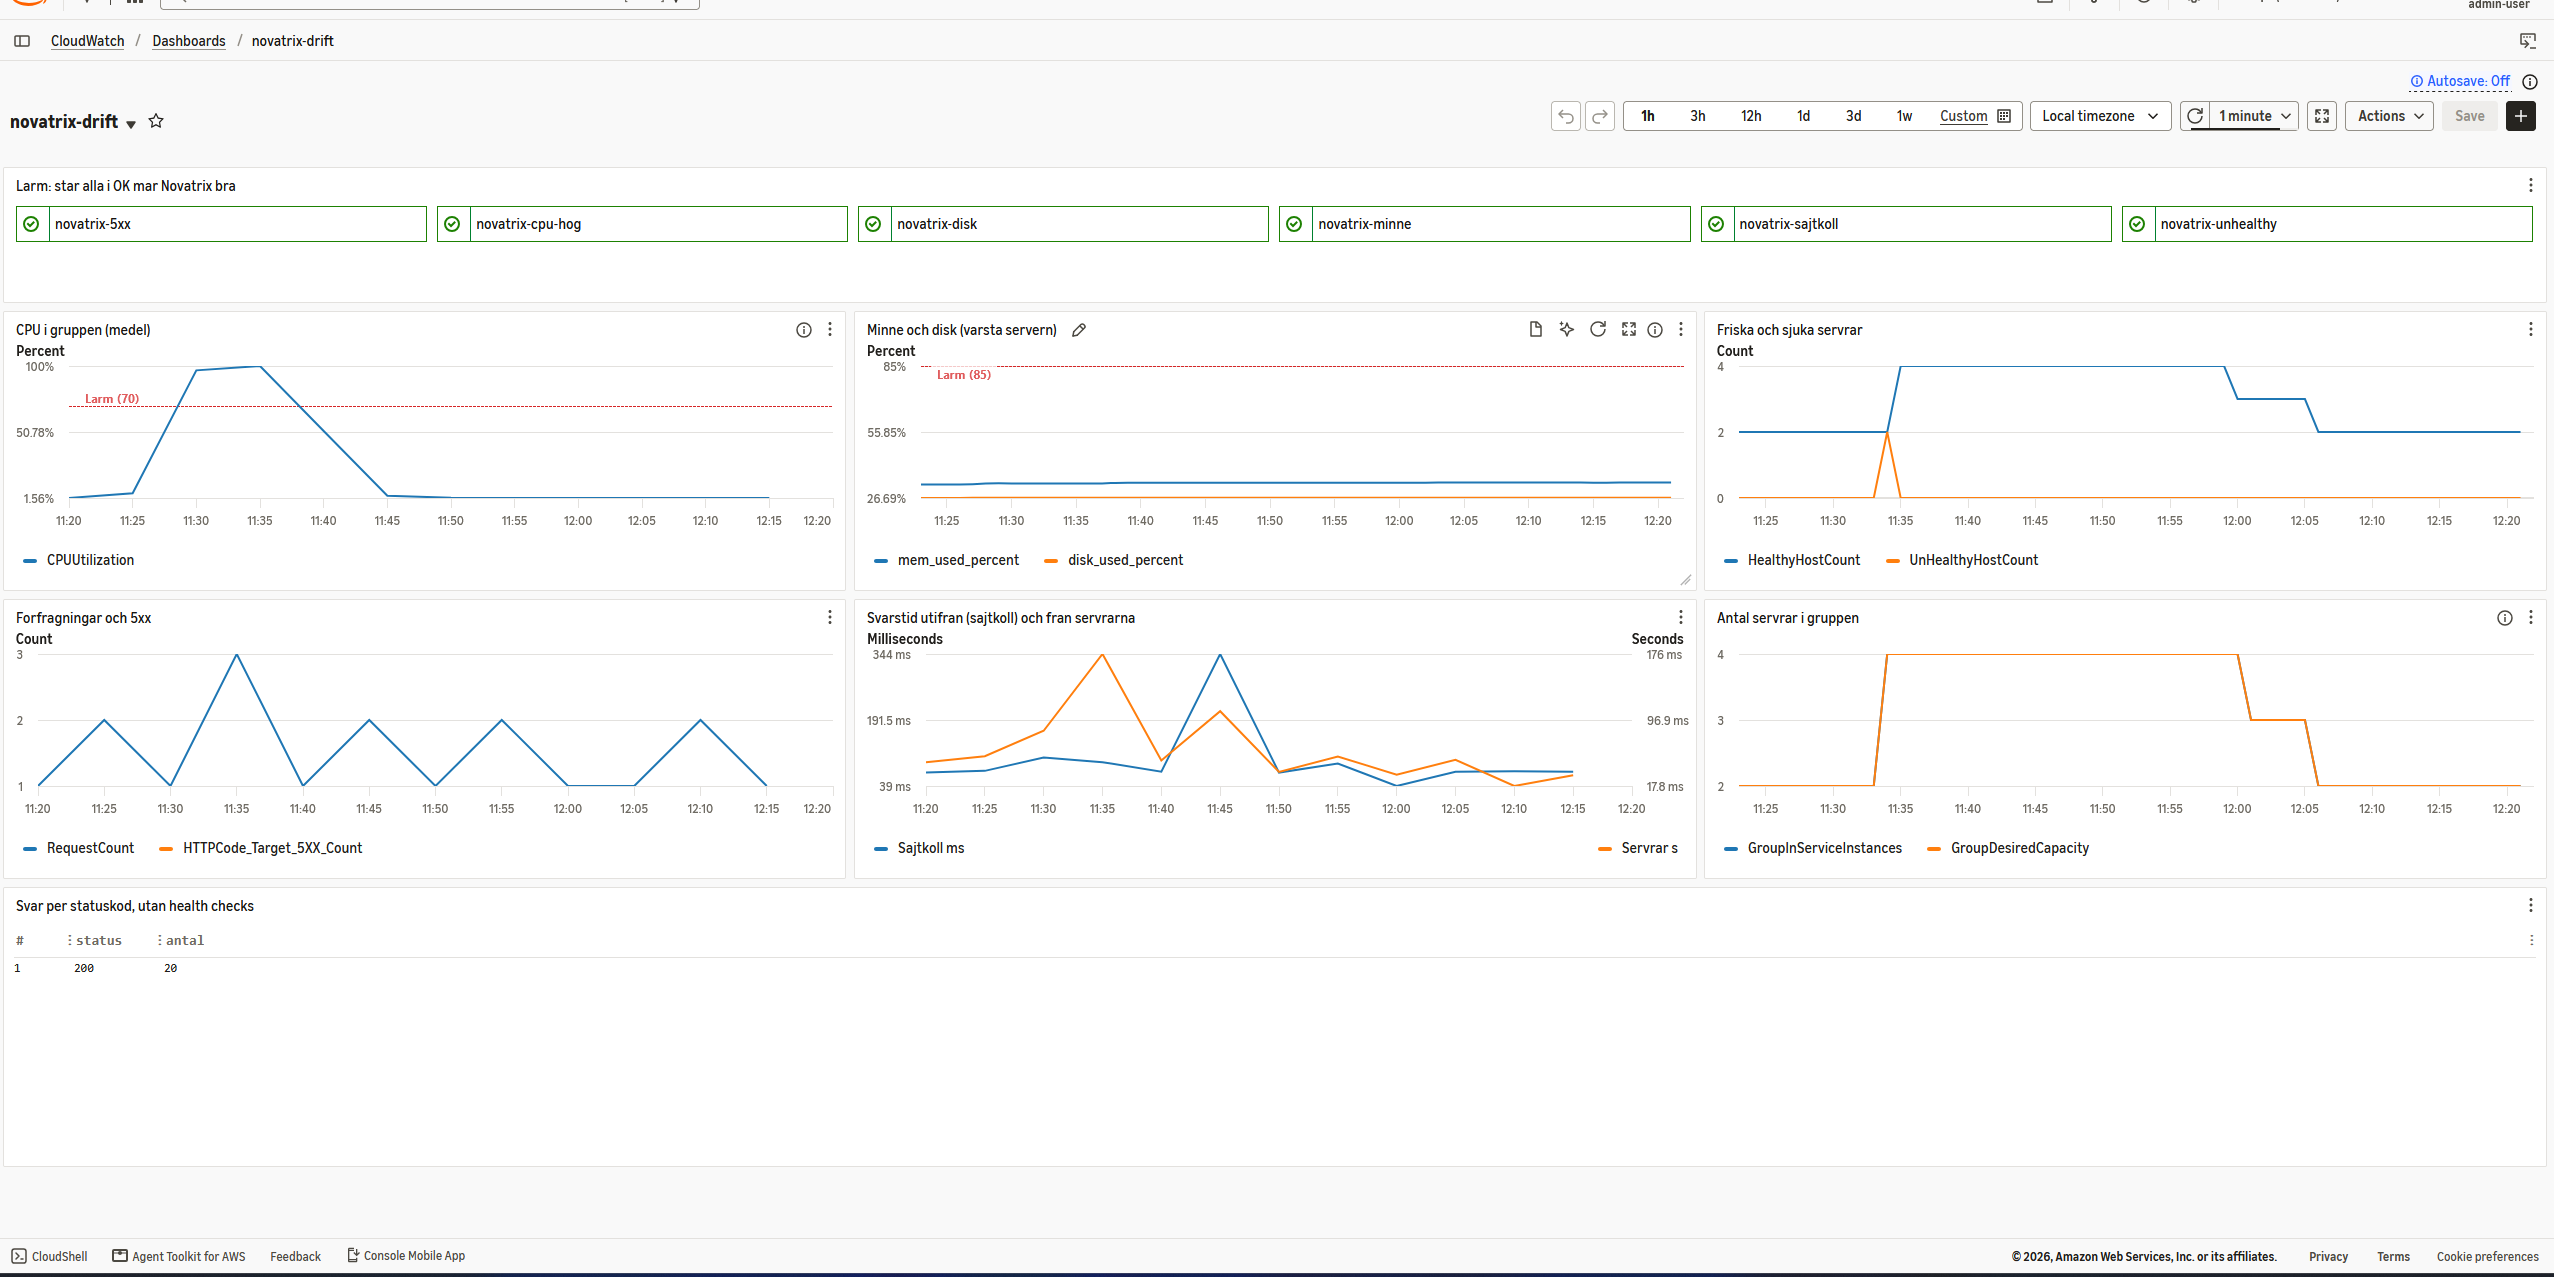 admin-user
CloudWatch / Dashboards / novatrix-drift
Autosave: Off
novatrix-drift
1h 3h 12h 1d 3d 1w Custom Local timezone 1 minute Actions Save
Larm: star alla i OK mar Novatrix bra
novatrix-5xx
novatrix-cpu-hog
novatrix-disk
novatrix-minne
novatrix-sajtkoll
novatrix-unhealthy
CPU i gruppen (medel)
Percent
100%
Larm (70)
50.78%
1.56%
11:20 11:25 11:30 11:35 11:40 11:45 11:50 11:55 12:00 12:05 12:10 12:15 12:20
CPUUtilization
Minne och disk (varsta servern)
Percent
85%
Larm (85)
55.85%
26.69%
11:25 11:30 11:35 11:40 11:45 11:50 11:55 12:00 12:05 12:10 12:15 12:20
mem_used_percent disk_used_percent
Friska och sjuka servrar
Count
4
2
0
11:25 11:30 11:35 11:40 11:45 11:50 11:55 12:00 12:05 12:10 12:15 12:20
HealthyHostCount UnHealthyHostCount
Forfragningar och 5xx
Count
3
2
1
11:20 11:25 11:30 11:35 11:40 11:45 11:50 11:55 12:00 12:05 12:10 12:15 12:20
RequestCount HTTPCode_Target_5XX_Count
Svarstid utifran (sajtkoll) och fran servrarna
Milliseconds Seconds
344 ms 176 ms
191.5 ms 96.9 ms
39 ms 17.8 ms
11:20 11:25 11:30 11:35 11:40 11:45 11:50 11:55 12:00 12:05 12:10 12:15 12:20
Sajtkoll ms Servrar s
Antal servrar i gruppen
4
3
2
11:25 11:30 11:35 11:40 11:45 11:50 11:55 12:00 12:05 12:10 12:15 12:20
GroupInServiceInstances GroupDesiredCapacity
Svar per statuskod, utan health checks
# status antal
1 200 20
CloudShell Agent Toolkit for AWS Feedback Console Mobile App © 2026, Amazon Web Services, Inc. or its affiliates. Privacy Terms Cookie preferences